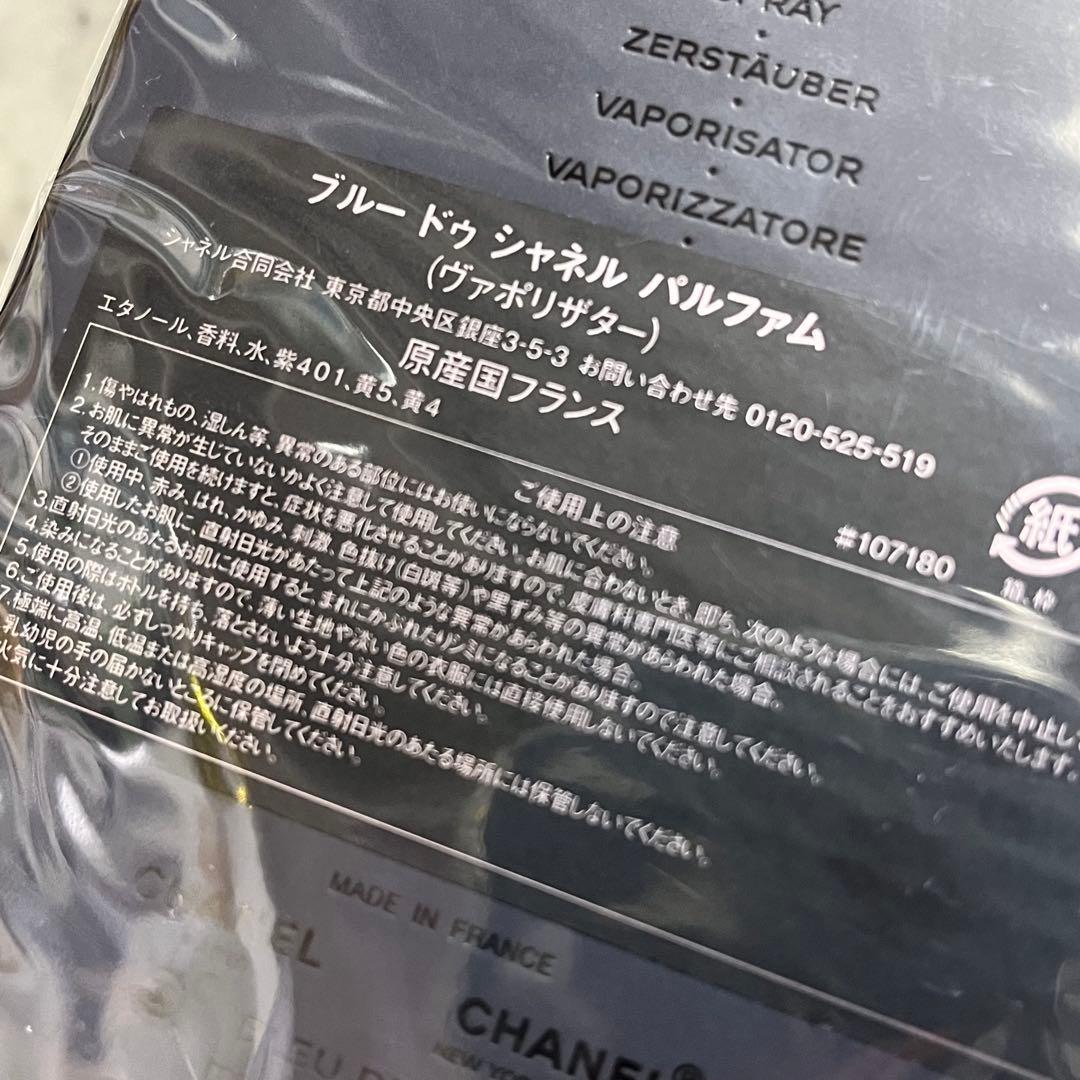 SPRAY
ZERSTÄUBER
VAPORISATOR
VAPORIZZATORE
ブルー ドゥ シャネル パルファム
(ヴァポリザター)
シャネル合同会社 東京都中央区銀座3-5-3 お問い合わせ先 0120-525-519
原産国フランス
エタノール、香料、水、紫401、黄5、黄4
#107180
紙
箱、枠
ご使用上の注意
1.傷やはれもの、湿しん等、異常のある部位にはお使いにならないでください。
2.お肌に異常が生じていないかよく注意して使用してください。お肌に合わないとき、即ち、次のような場合には、ご使用を中止し
そのままご使用を続けますと、症状を悪化させることがありますので、皮膚科専門医等にご相談されることをおすすめいたします。
①使用中、赤み、はれ、かゆみ、刺激、色抜け(白斑等)や黒ずみ等の異常があらわれた場合。
②使用したお肌に、直射日光があたって上記のような異常があらわれた場合。
3.直射日光のあたるお肌に使用すると、まれにかぶれたりシミになることがありますので注意してください。
4.染みになることがありますので、薄い生地や淡い色の衣服には直接使用しないでください。
5.使用の際はボトルを持ち、落とさないよう十分注意してください。
6.ご使用後は、必ずしっかりキャップを閉めてください。
7.極端に高温、低温または高湿度の場所、直射日光のあたる場所には保管しないでください。
乳幼児の手の届かないところに保管してください。
火気に十分注意してお取扱いください。
MADE IN FRANCE
CHANEL
CHANEL®
NEW YOR